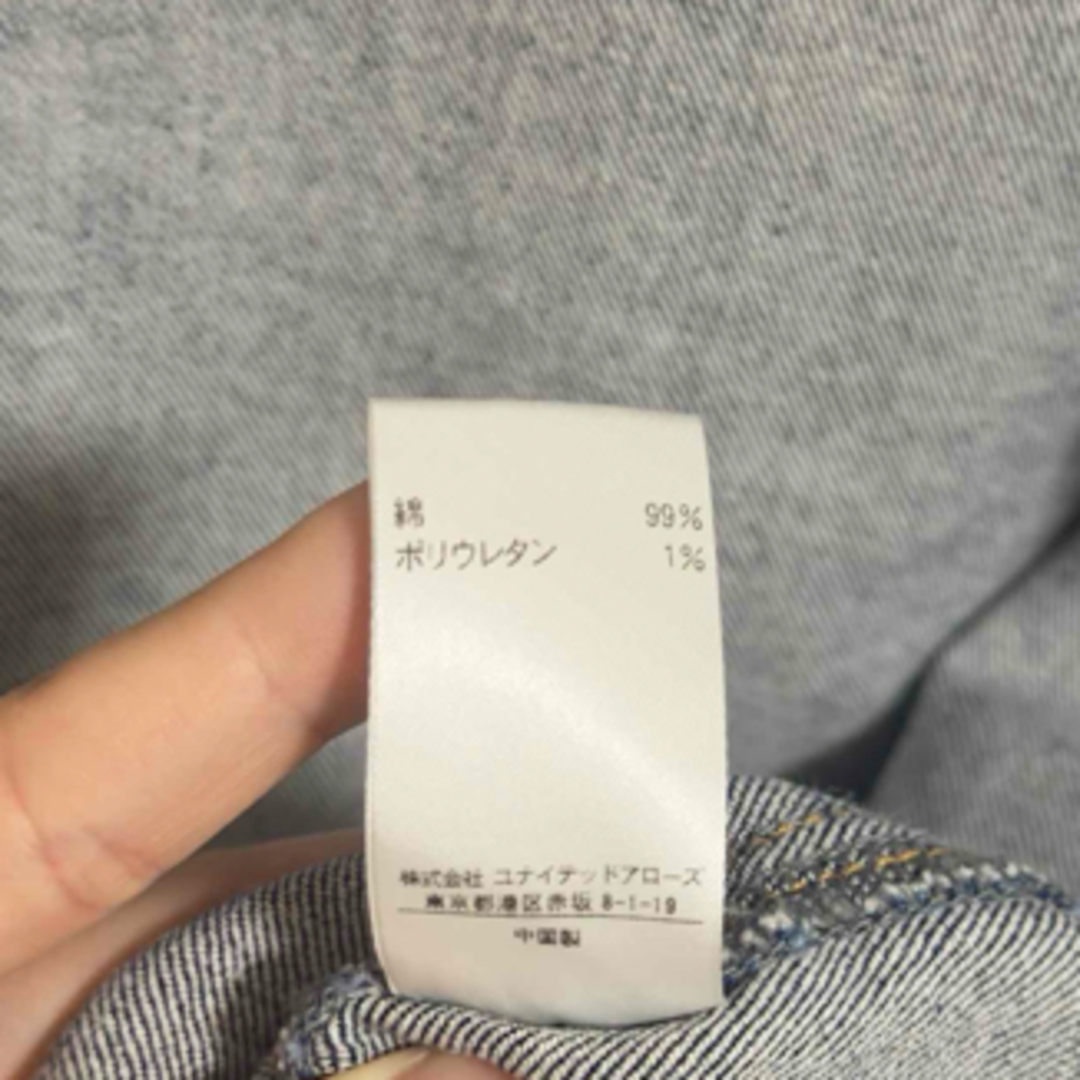 綿 99%
ポリウレタン 1%
株式会社 ユナイテッドアローズ
東京都港区赤坂 8-1-19
中国製